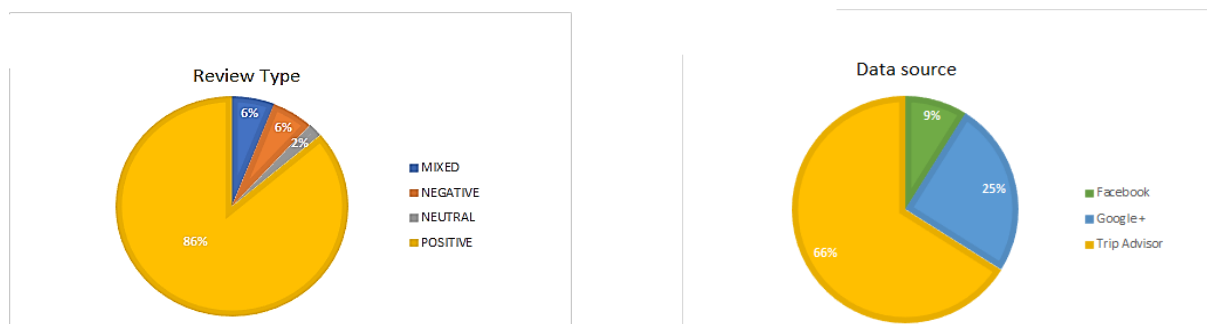 Review Type
6%
6%
2%
86%
MIXED
NEGATIVE
NEUTRAL
POSITIVE
Data source
9%
25%
66%
Facebook
Google+
Trip Advisor